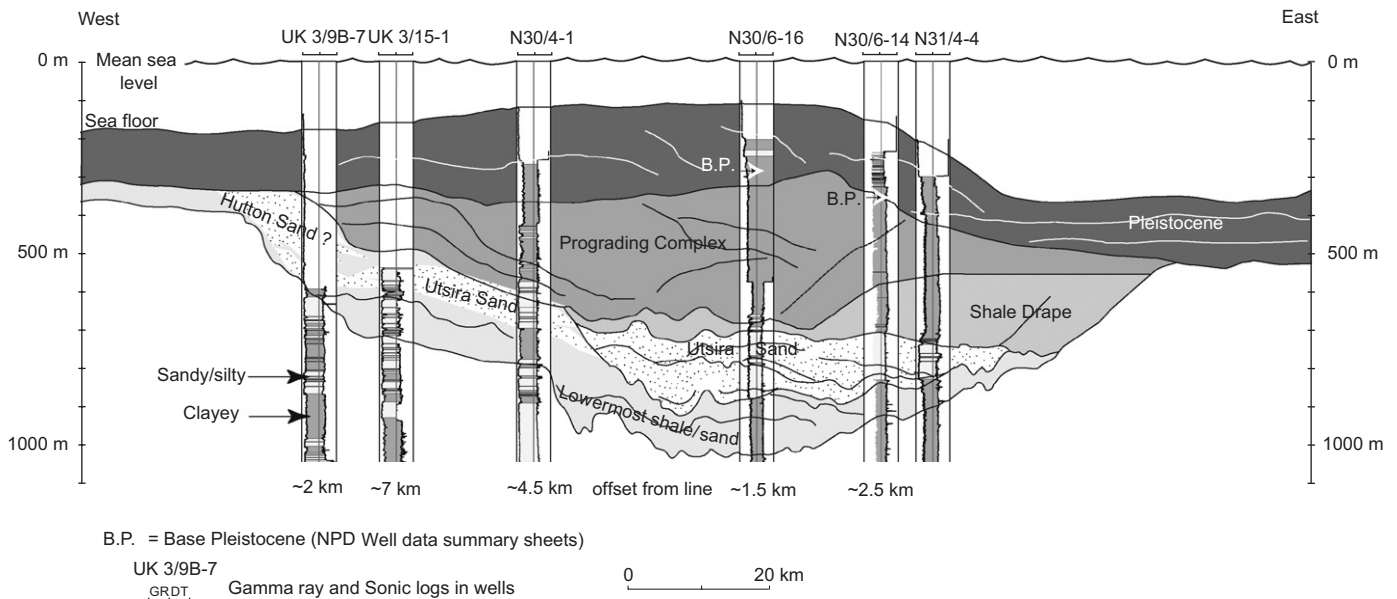 West
East
UK 3/9B-7
UK 3/15-1
N30/4-1
N30/6-16
N30/6-14
N31/4-4
0 m
Mean sea
level
0 m
Sea floor
B.P.
B.P.
Pleistocene
Hutton Sand ?
Prograding Complex
500 m
500 m
Utsira Sand
Shale Drape
Utsira Sand
Sandy/silty
Clayey
Lowermost shale/sand
1000 m
1000 m
~2 km
~7 km
~4.5 km
offset from line
~1.5 km
~2.5 km
B.P. = Base Pleistocene (NPD Well data summary sheets)
UK 3/9B-7
GRDT
Gamma ray and Sonic logs in wells
0
20 km